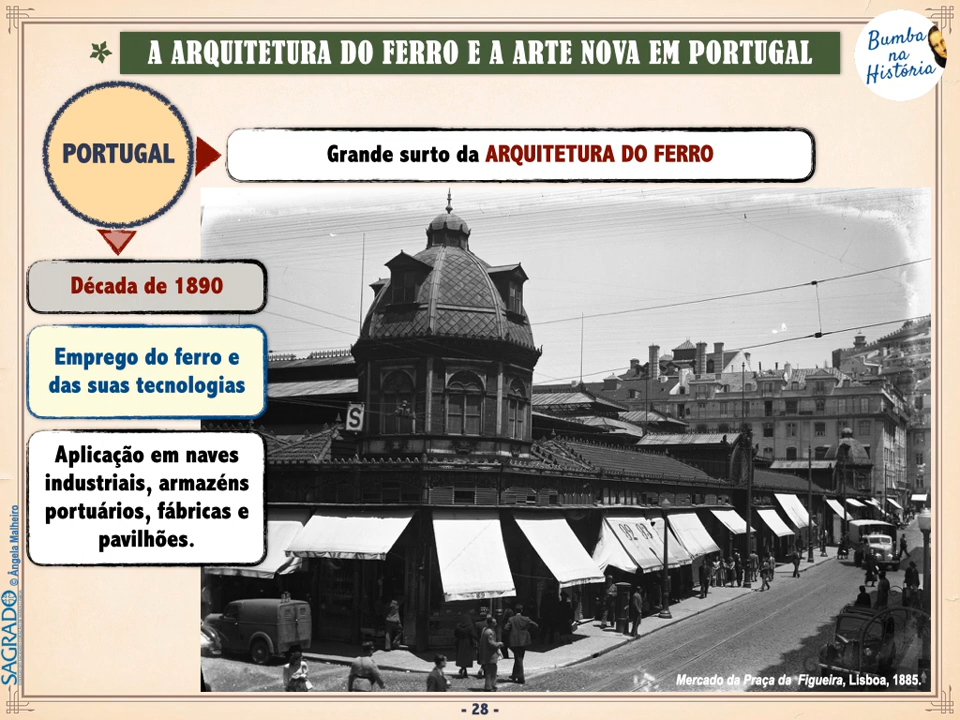 A ARQUITETURA DO FERRO E A ARTE NOVA EM PORTUGAL
Bumba
na
História
PORTUGAL
Grande surto da ARQUITETURA DO FERRO
Década de 1890
Emprego do ferro e
das suas tecnologias
Aplicação em naves
industriais, armazéns
portuários, fábricas e
pavilhões.
S
82 83
SAGRADO
© Ângela Malheiro
Mercado da Praça da Figueira, Lisboa, 1885.
- 28 -